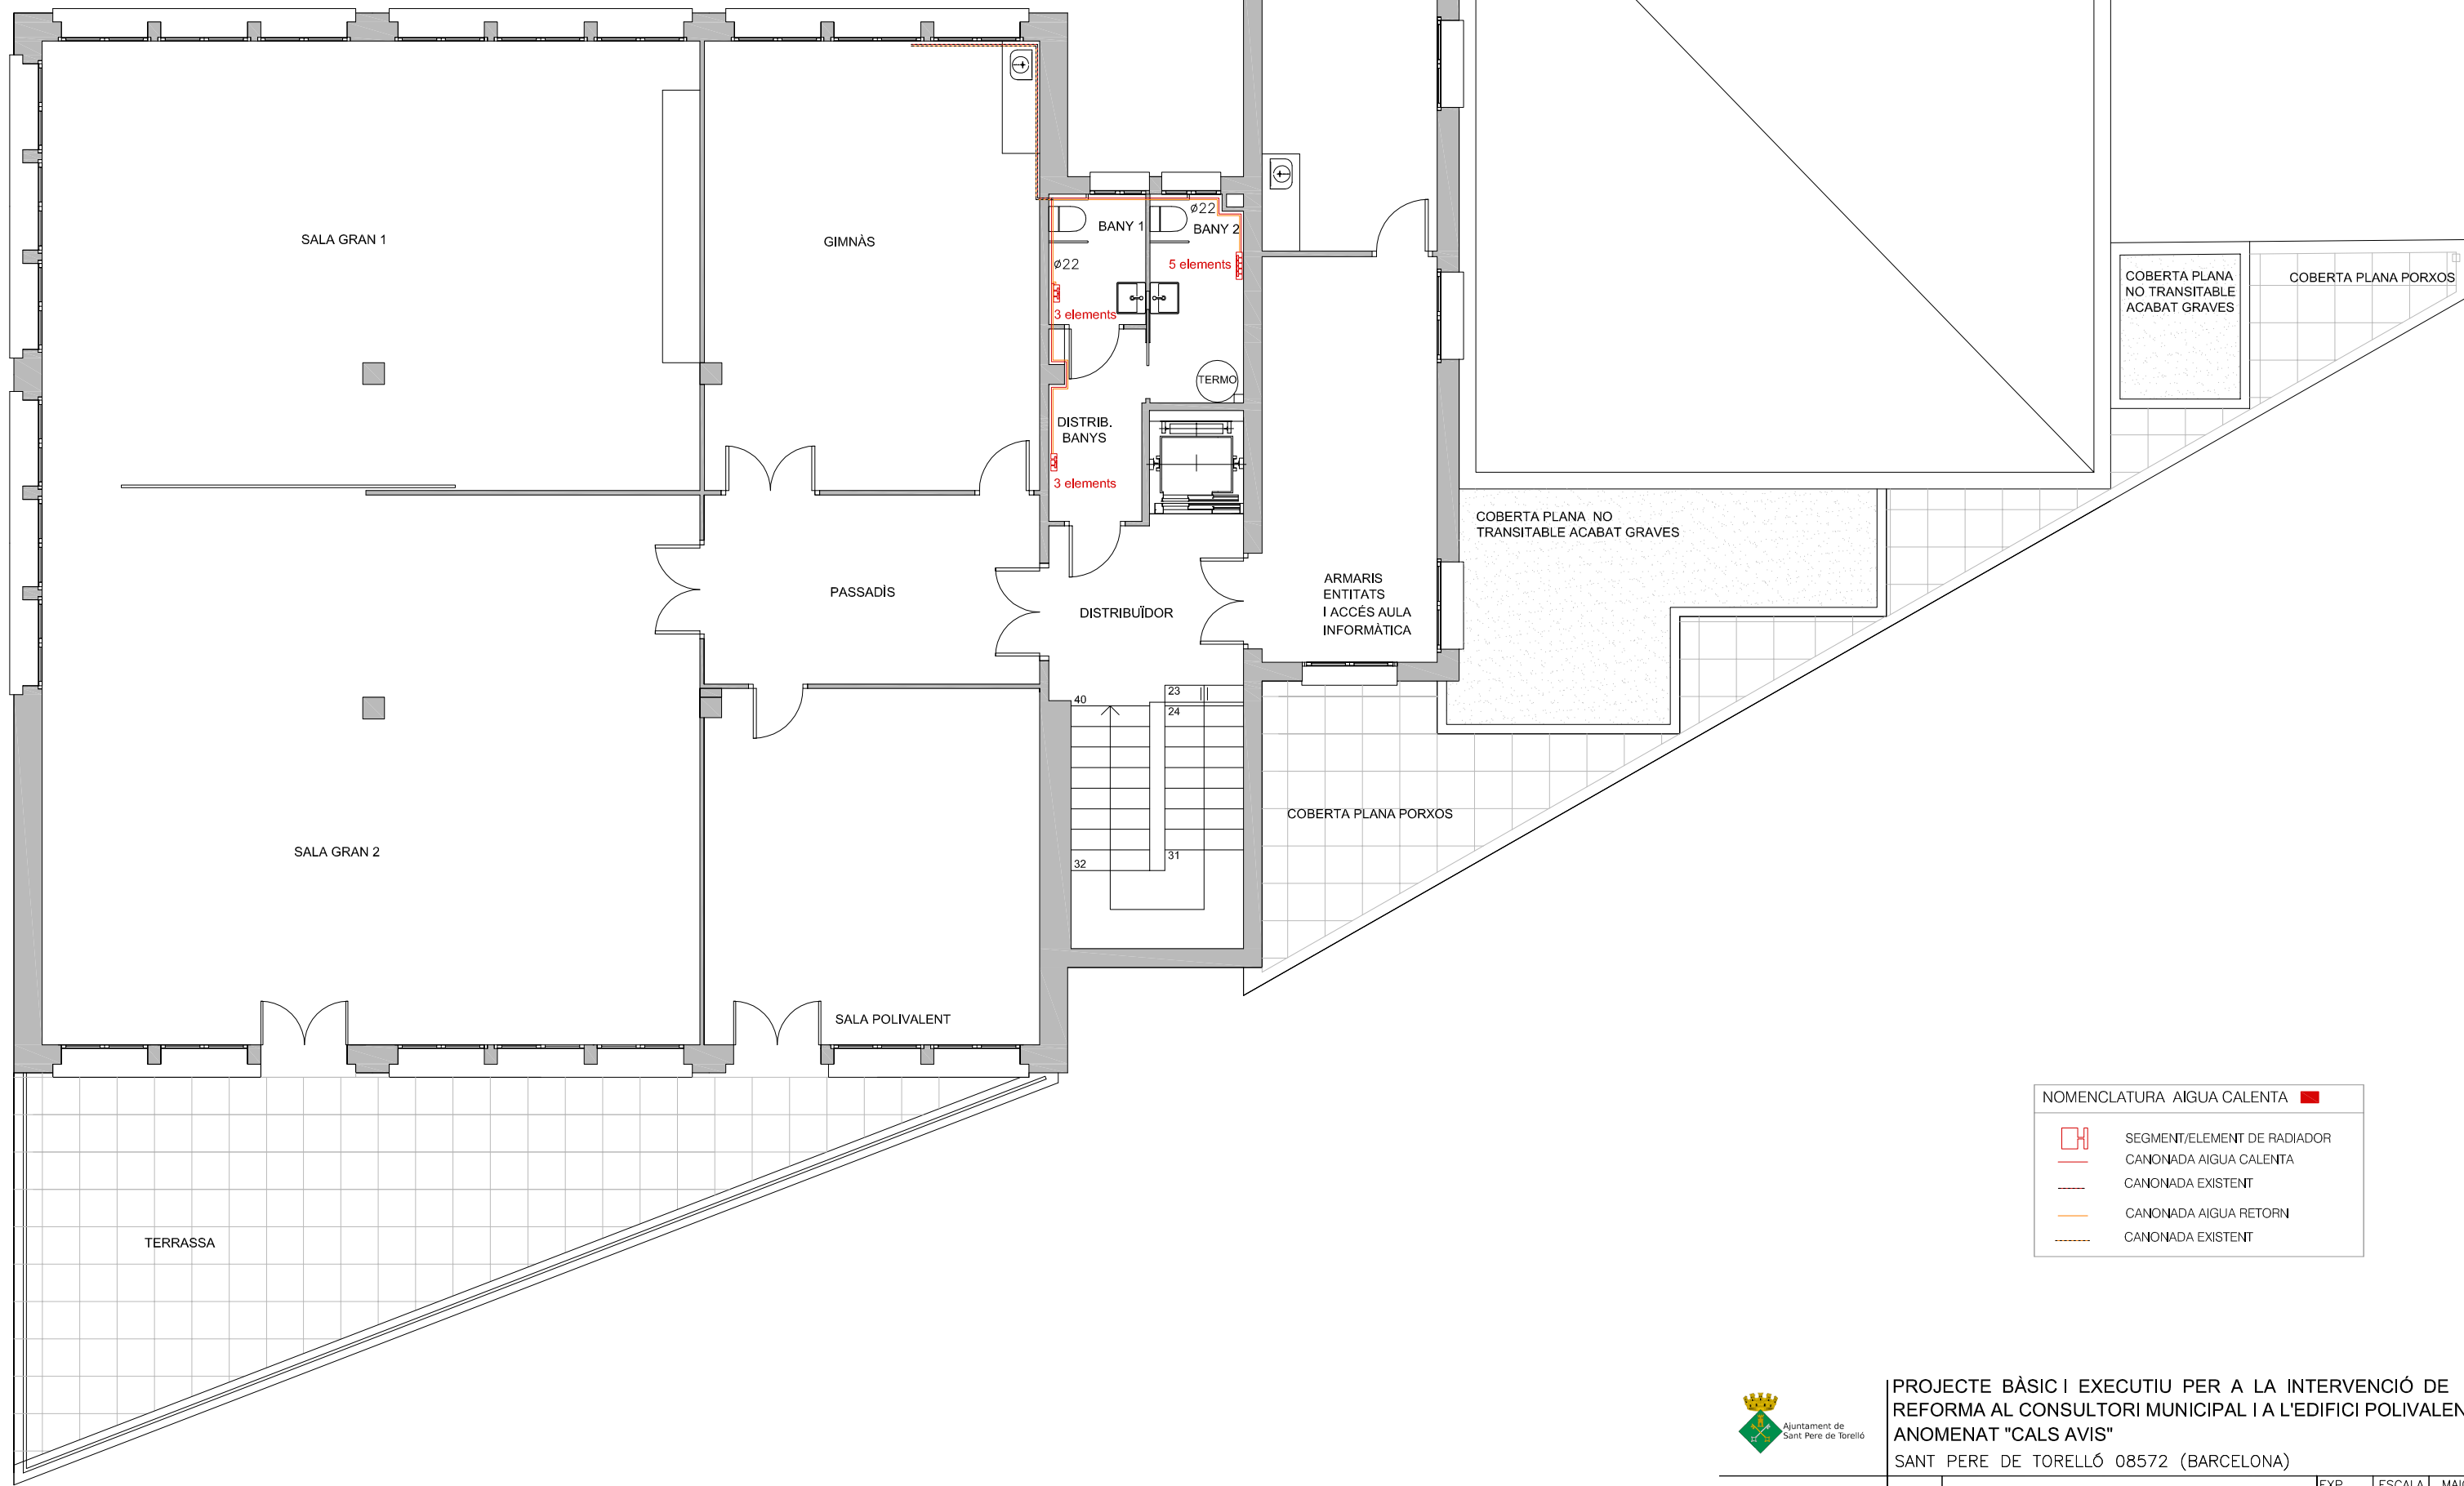 SALA GRAN 1
GIMNÀS
BANY 1
ø22
BANY 2
ø22
5 elements
3 elements
TERMO
DISTRIB.
BANYS
3 elements
COBERTA PLANA
NO TRANSITABLE
ACABAT GRAVES
COBERTA PLANA PORXOS
COBERTA PLANA NO
TRANSITABLE ACABAT GRAVES
PASSADÌS
DISTRIBUÏDOR
ARMARIS
ENTITATS
I ACCÉS AULA
INFORMÀTICA
40
23
24
32
31
COBERTA PLANA PORXOS
SALA GRAN 2
SALA POLIVALENT
TERRASSA
NOMENCLATURA AIGUA CALENTA
SEGMENT/ELEMENT DE RADIADOR
CANONADA AIGUA CALENTA
CANONADA EXISTENT
CANONADA AIGUA RETORN
CANONADA EXISTENT
Ajuntament de
Sant Pere de Torelló
PROJECTE BÀSIC I EXECUTIU PER A LA INTERVENCIÓ DE
REFORMA AL CONSULTORI MUNICIPAL I A L'EDIFICI POLIVALEN
ANOMENAT "CALS AVIS"
SANT PERE DE TORELLÓ 08572 (BARCELONA)
EXP. ESCALA